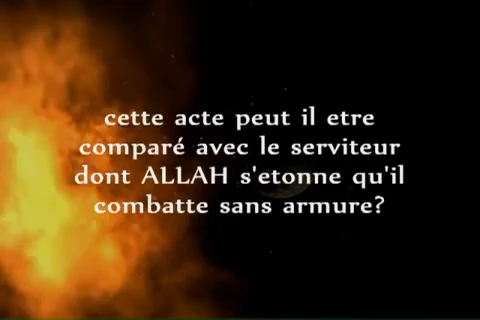 cette acte peut il etre
comparé avec le serviteur
dont ALLAH s'etonne qu'il
combatte sans armure?